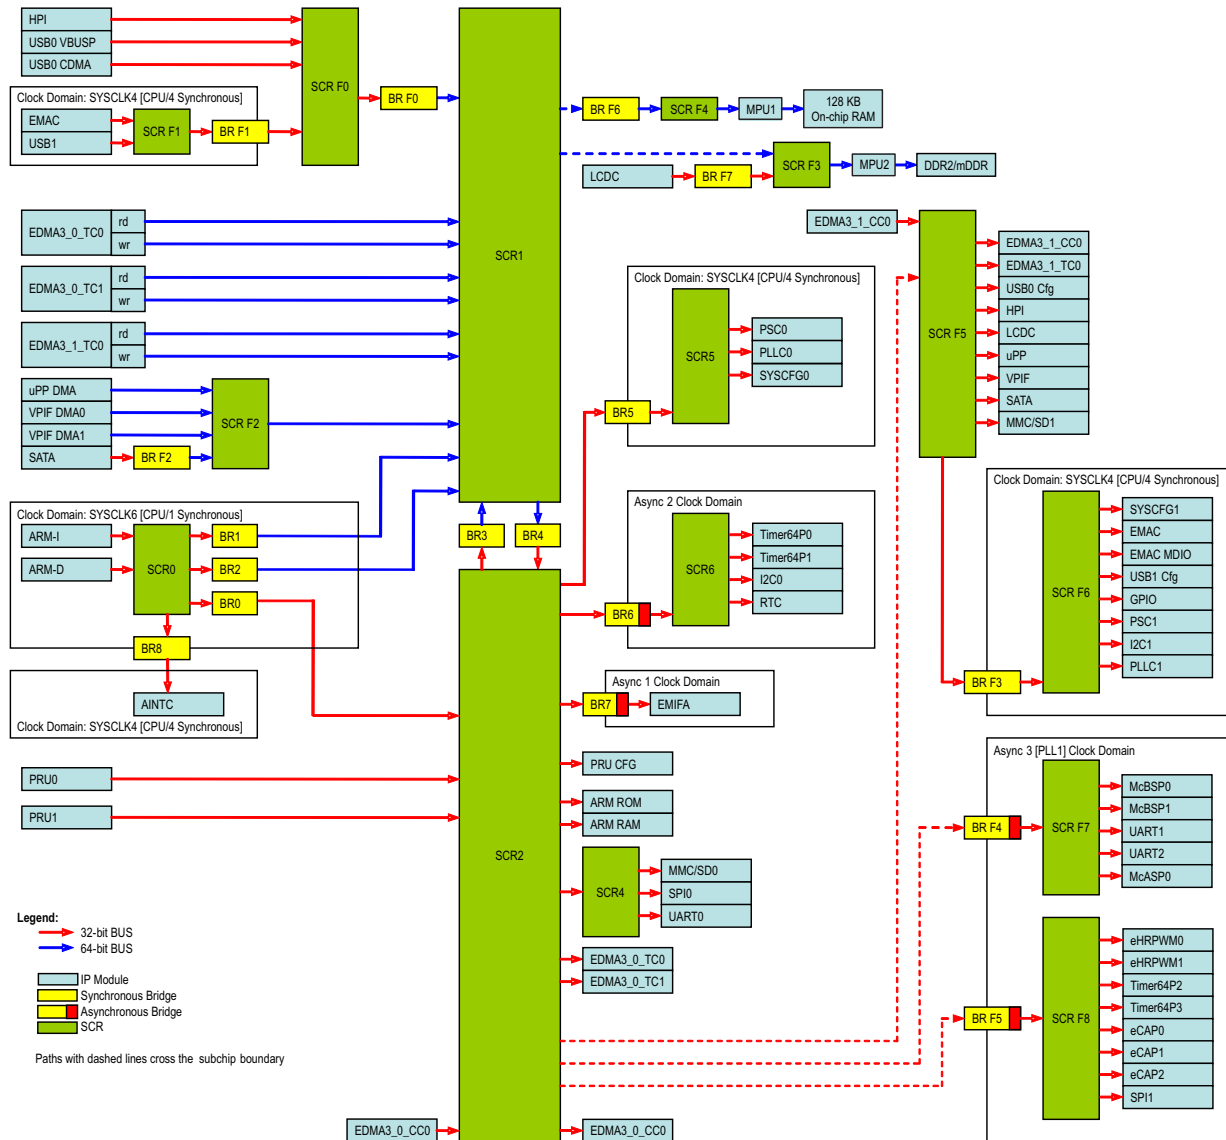 HPI
USB0 VBUSP
USB0 CDMA
SCR F0
BR F0
Clock Domain: SYSCLK4 [CPU/4 Synchronous]
EMAC
USB1
SCR F1
BR F1
EDMA3_0_TC0
rd
wr
EDMA3_0_TC1
rd
wr
EDMA3_1_TC0
rd
wr
uPP DMA
VPIF DMA0
VPIF DMA1
SATA
BR F2
SCR F2
SCR1
BR F6
SCR F4
MPU1
128 KB
On-chip RAM
LCDC
BR F7
SCR F3
MPU2
DDR2/mDDR
EDMA3_1_CC0
SCR F5
EDMA3_1_CC0
EDMA3_1_TC0
USB0 Cfg
HPI
LCDC
uPP
VPIF
SATA
MMC/SD1
Clock Domain: SYSCLK4 [CPU/4 Synchronous]
BR5
SCR5
PSC0
PLLC0
SYSCFG0
Clock Domain: SYSCLK6 [CPU/1 Synchronous]
ARM-I
ARM-D
SCR0
BR1
BR2
BR0
BR8
AINTC
Clock Domain: SYSCLK4 [CPU/4 Synchronous]
BR3
BR4
Async 2 Clock Domain
BR6
SCR6
Timer64P0
Timer64P1
I2C0
RTC
Clock Domain: SYSCLK4 [CPU/4 Synchronous]
BR F3
SCR F6
SYSCFG1
EMAC
EMAC MDIO
USB1 Cfg
GPIO
PSC1
I2C1
PLLC1
Async 1 Clock Domain
BR7
EMIFA
PRU0
PRU1
SCR2
PRU CFG
ARM ROM
ARM RAM
SCR4
MMC/SD0
SPI0
UART0
EDMA3_0_TC0
EDMA3_0_TC1
Async 3 [PLL1] Clock Domain
BR F4
SCR F7
McBSP0
McBSP1
UART1
UART2
McASP0
BR F5
SCR F8
eHRPWM0
eHRPWM1
Timer64P2
Timer64P3
eCAP0
eCAP1
eCAP2
SPI1
Legend:
32-bit BUS
64-bit BUS
IP Module
Synchronous Bridge
Asynchronous Bridge
SCR
Paths with dashed lines cross the subchip boundary
EDMA3_0_CC0
EDMA3_0_CC0